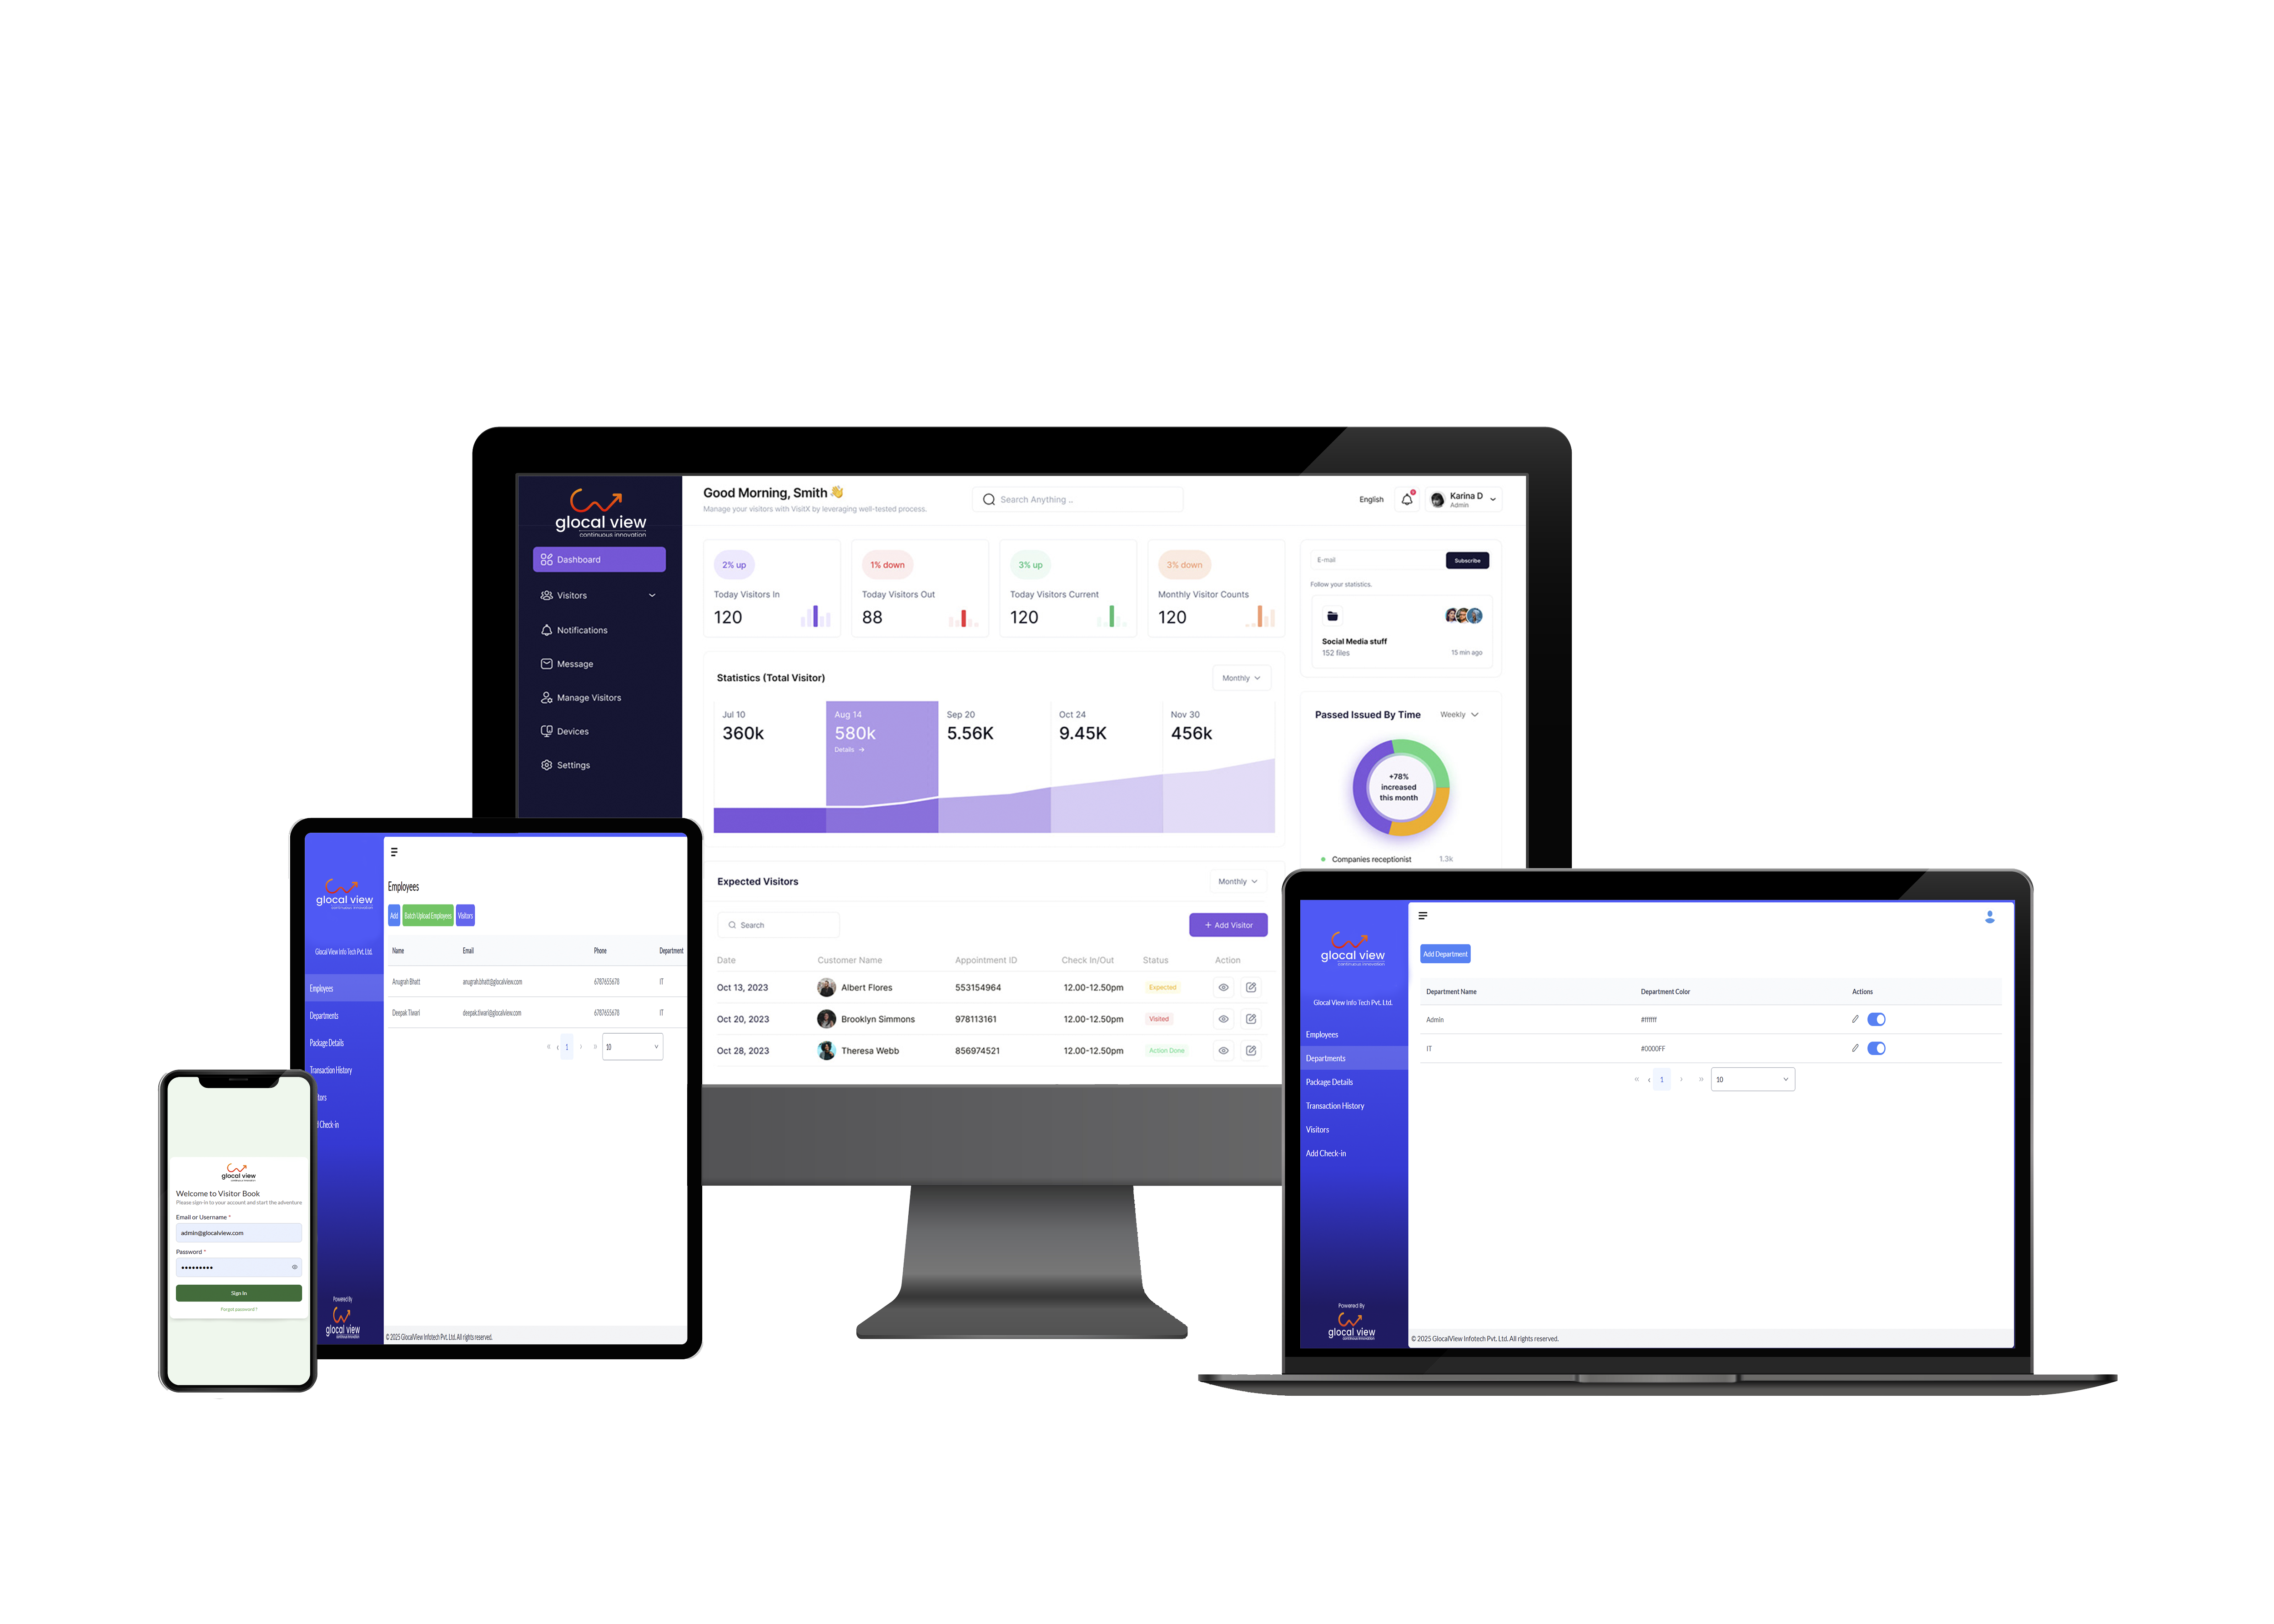 glocal view
continuous innovation
Dashboard
Visitors
Notifications
Message
Manage Visitors
Devices
Settings
Good Morning, Smith 👋
Manage your visitors with VisitX by leveraging well-tested process.
Search Anything ..
English
Karina D
Admin
2% up
Today Visitors In
120
1% down
Today Visitors Out
88
3% up
Today Visitors Current
120
3% down
Monthly Visitor Counts
120
E-mail
Subscribe
Follow your statistics.
Social Media stuff
152 files
15 min ago
Statistics (Total Visitor)
Monthly
Jul 10
360k
Aug 14
580k
Details →
Sep 20
5.56K
Oct 24
9.45K
Nov 30
456k
Passed Issued By Time
Weekly
+78%
increased
this month
Companies receptionist 1.3k
Expected Visitors
Monthly
Search
+ Add Visitor
Date Customer Name Appointment ID Check In/Out Status Action
Oct 13, 2023 Albert Flores 553154964 12.00-12.50pm Expected
Oct 20, 2023 Brooklyn Simmons 978113161 12.00-12.50pm Visited
Oct 28, 2023 Theresa Webb 856974521 12.00-12.50pm Action Done
glocal view
continuous innovation
Glocal View Info Tech Pvt. Ltd.
Employees
Departments
Package Details
Transaction History
tors
Check-in
Powered By
glocal view
continuous innovation
Employees
Add Batch Upload Employees Visitors
Name Email Phone Department
Anugrah Bhatt anugrah.bhatt@glocalview.com 6787655678 IT
Deepak Tiwari deepak.tiwari@glocalview.com 6787655678 IT
« ‹ 1 › » 10
© 2025 GlocalView Infotech Pvt. Ltd. All rights reserved.
glocal view
continuous innovation
Welcome to Visitor Book
Please sign-in to your account and start the adventure
Email or Username *
admin@glocalview.com
Password *
•••••••••
Sign In
Forgot password?
glocal view
continuous innovation
Glocal View Info Tech Pvt. Ltd.
Employees
Departments
Package Details
Transaction History
Visitors
Add Check-in
Powered By
glocal view
continuous innovation
Add Department
Department Name Department Color Actions
Admin #ffffff
IT #0000FF
« ‹ 1 › » 10
© 2025 GlocalView Infotech Pvt. Ltd. All rights reserved.